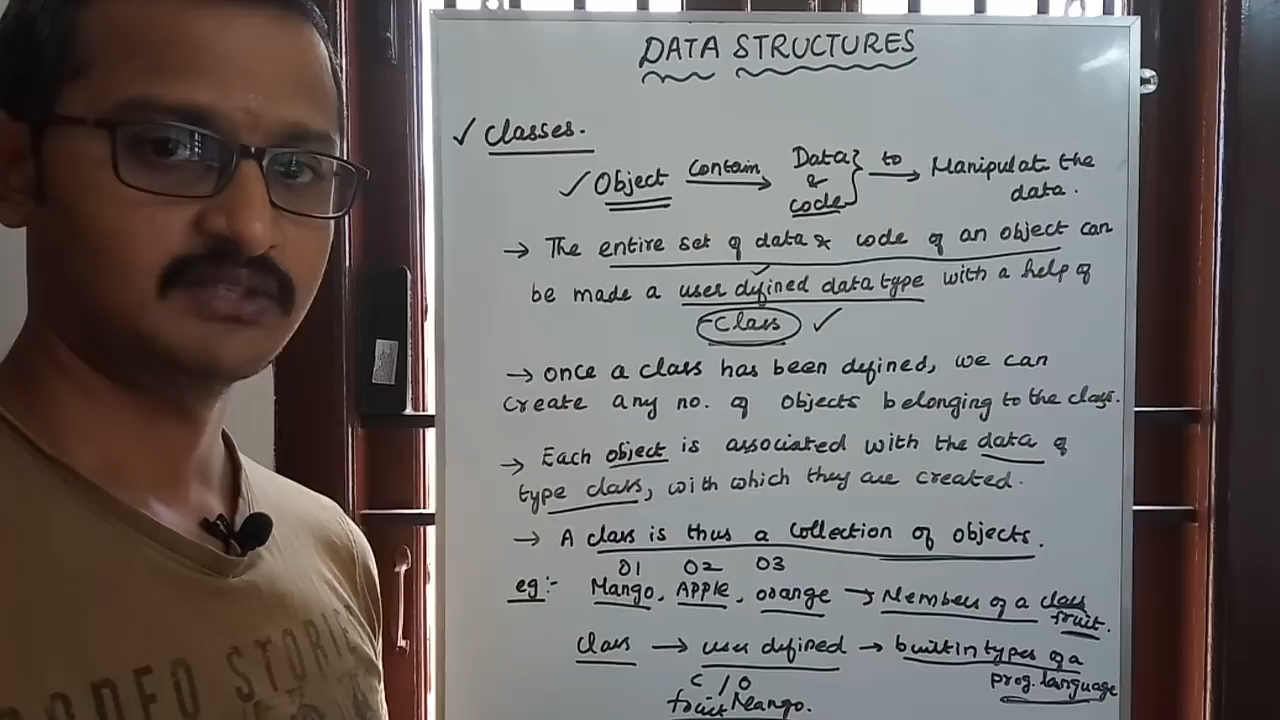 DATA STRUCTURES
✓ Classes.
✓ Object Contain → Data & code } to → Manipulate the data.
→ The entire set of data & code of an object can
be made a user defined data type with a help of
Class ✓
→ once a class has been defined, we can
create any no. of objects belonging to the class.
→ Each object is associated with the data of
type class, with which they are created.
→ A class is thus a collection of objects.
O1 O2 O3
eg:- Mango, APPLE, orange → Members of a class
fruit.
Class → user defined → builtin types of a
prog. language
C / O
fruit Mango.